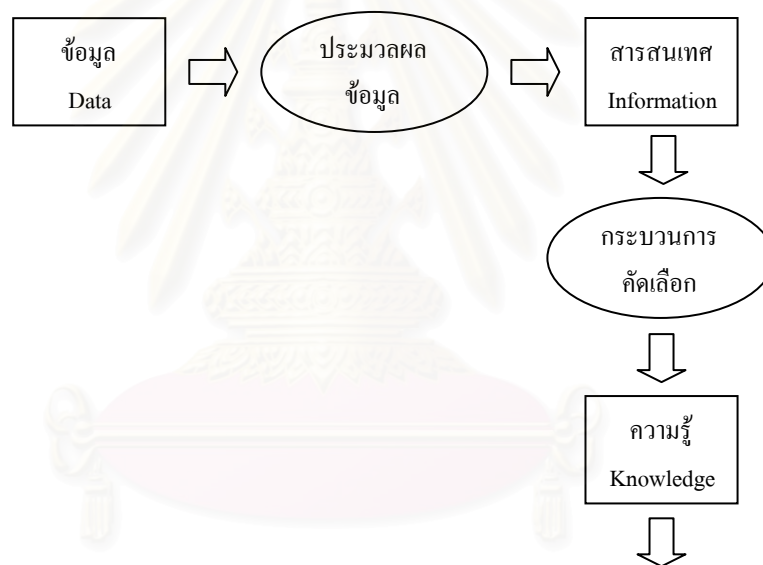 ข้อมูล
Data
ประมวลผล
ข้อมูล
สารสนเทศ
Information
กระบวนการ
คัดเลือก
ความรู้
Knowledge